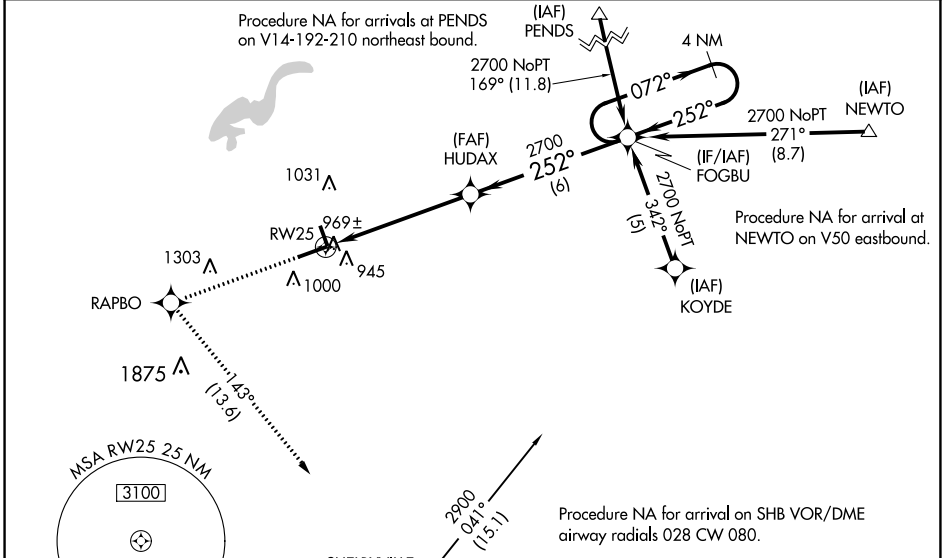 Procedure NA for arrivals at PENDS
on V14-192-210 northeast bound.
(IAF)
PENDS
2700 NoPT
169° (11.8)
4 NM
072°
252°
(IAF)
NEWTO
2700 NoPT
271°
(8.7)
(FAF)
HUDAX
2700
252°
(6)
(IF/IAF)
FOGBU
2700 NoPT
342°
(5)
(IAF)
KOYDE
Procedure NA for arrival at
NEWTO on V50 eastbound.
1031
969±
RW25
945
1303
1000
RAPBO
1875
143°
(13.6)
MSA RW25 25 NM
3100
2900
041°
(15.1)
Procedure NA for arrival on SHB VOR/DME
airway radials 028 CW 080.